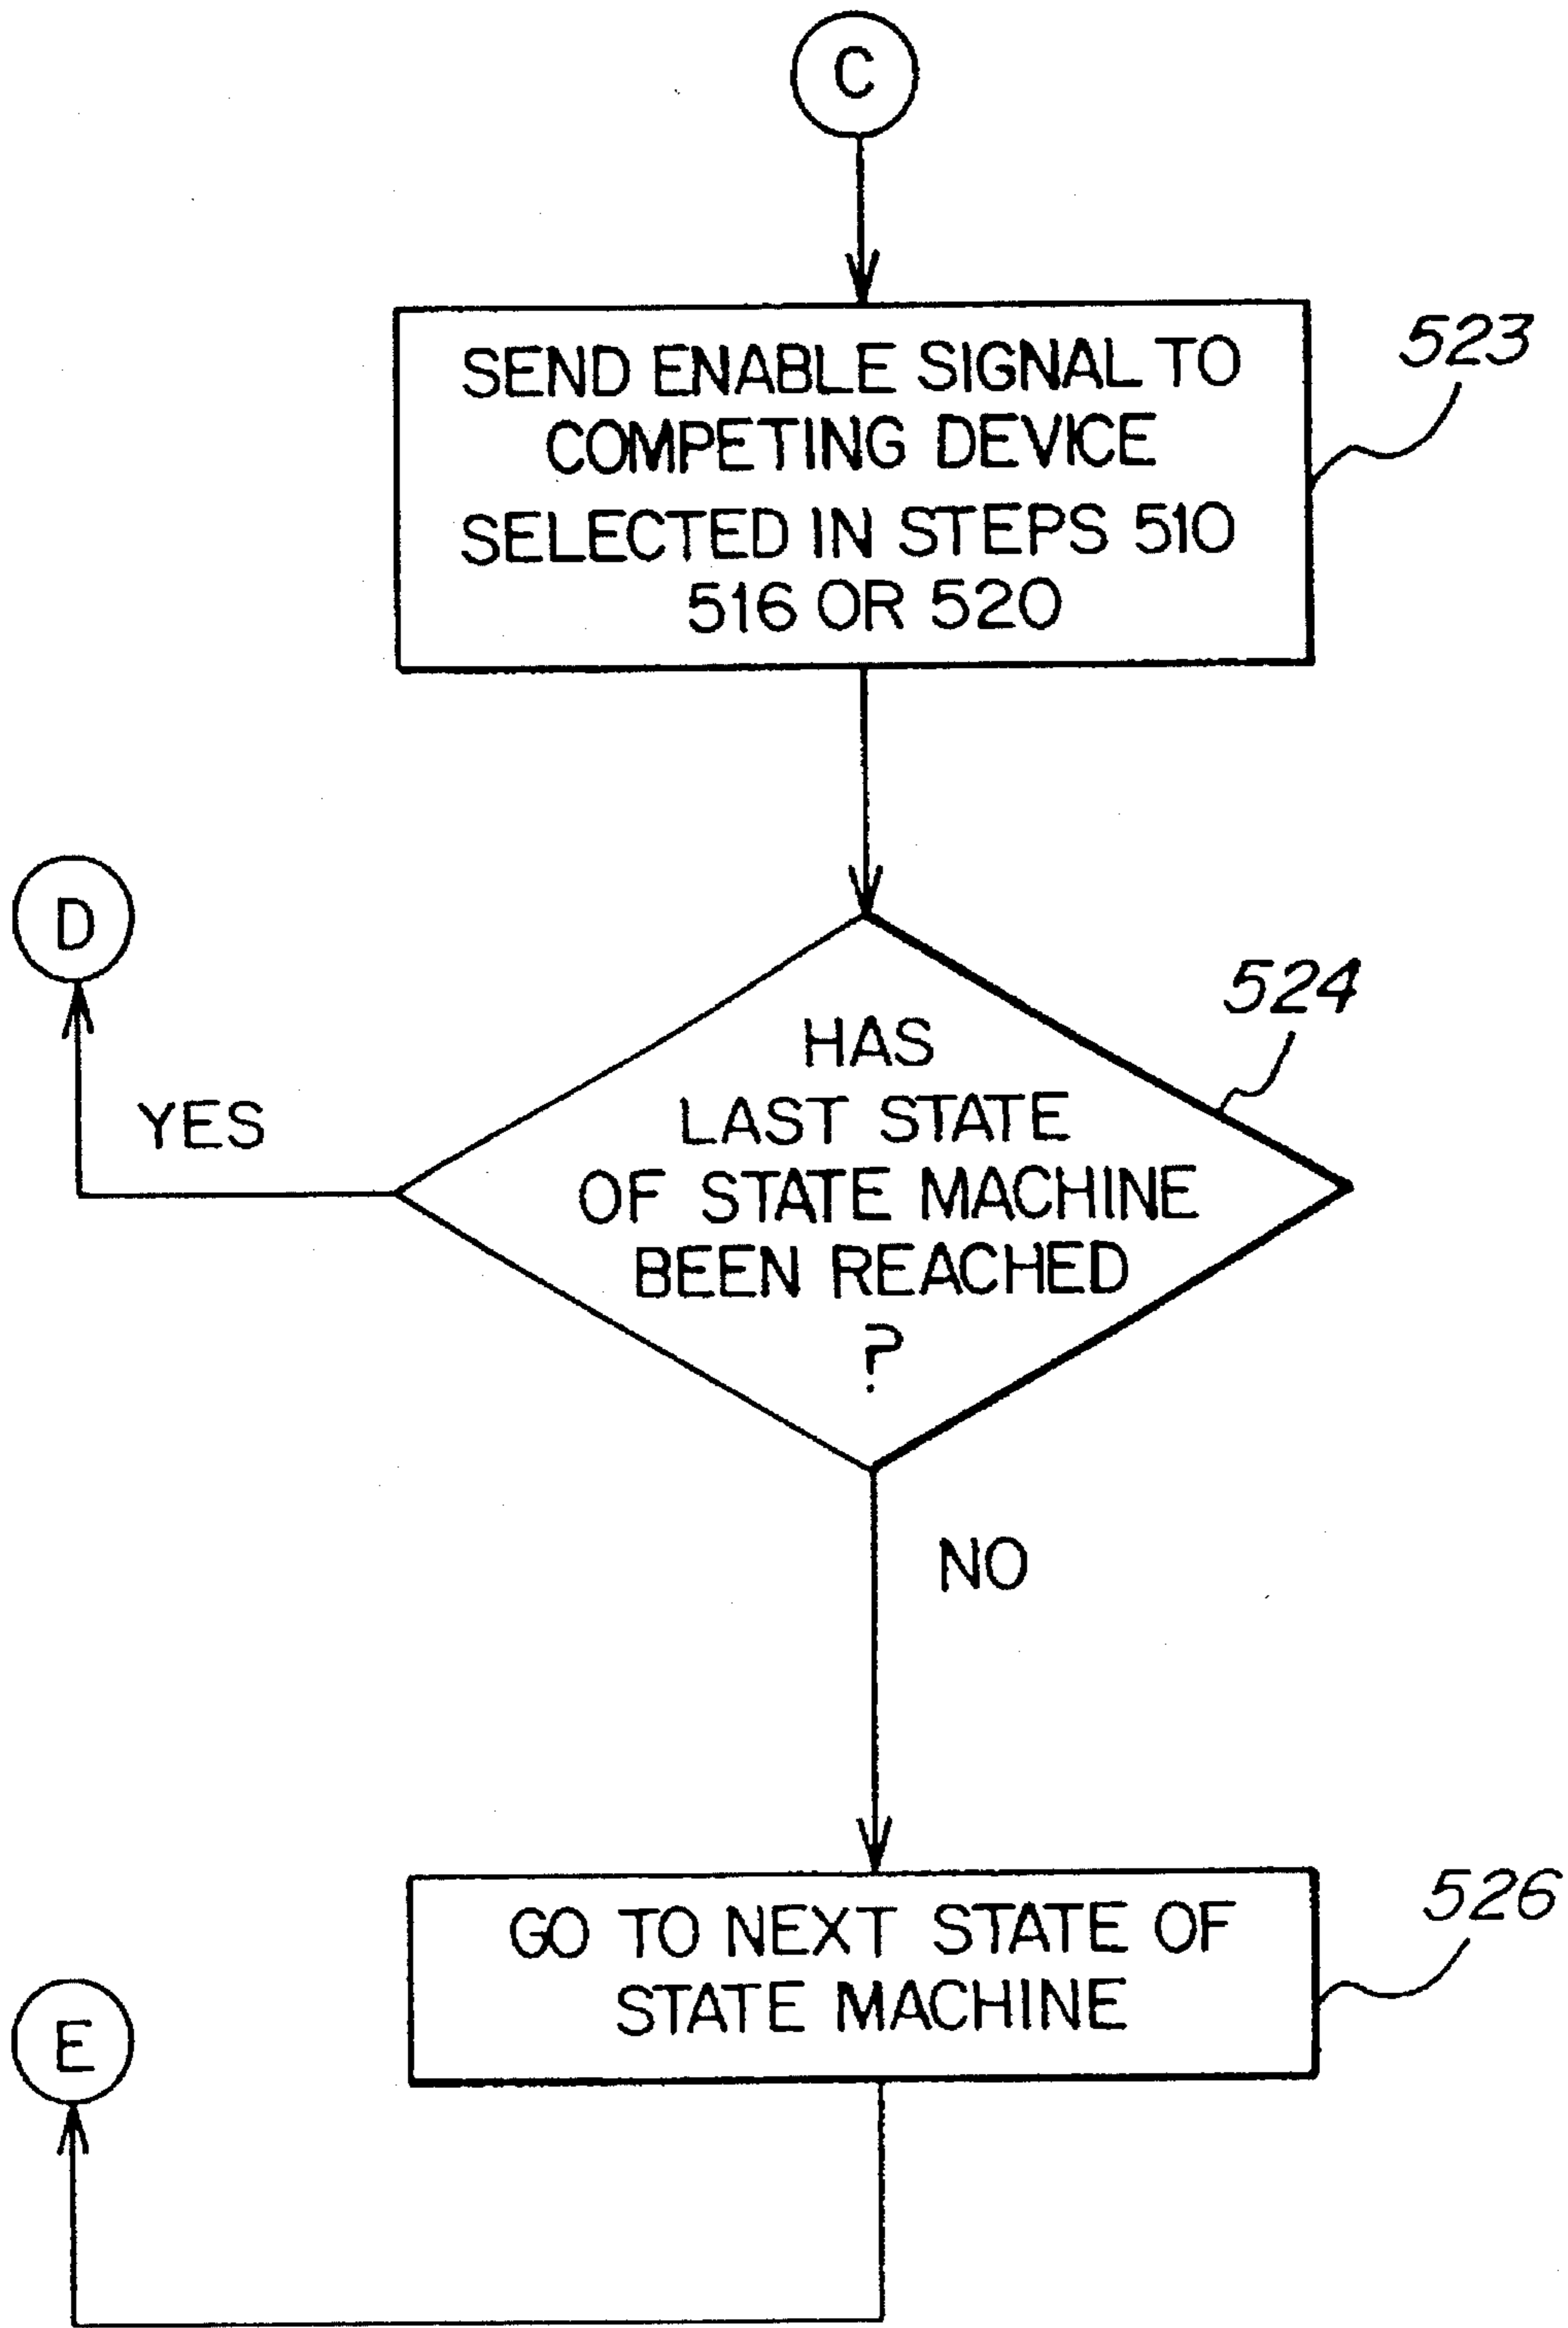 C
SEND ENABLE SIGNAL TO
COMPETING DEVICE
SELECTED IN STEPS 510
516 OR 520
523
D
YES
524
HAS
LAST STATE
OF STATE MACHINE
BEEN REACHED
?
NO
GO TO NEXT STATE OF
STATE MACHINE
526
E